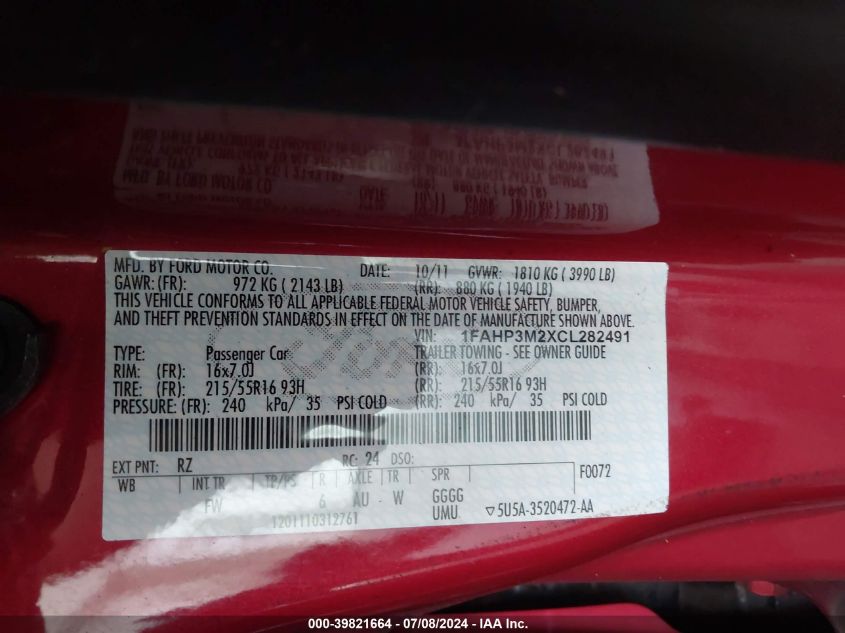 MFD. BY FORD MOTOR CO. DATE: 10/11 GVWR: 1810 KG ( 3990 LB)
GAWR: (FR): 972 KG ( 2143 LB) (RR): 880 KG ( 1940 LB)
THIS VEHICLE CONFORMS TO ALL APPLICABLE FEDERAL MOTOR VEHICLE SAFETY, BUMPER,
AND THEFT PREVENTION STANDARDS IN EFFECT ON THE DATE OF MANUFACTURE SHOWN ABOVE.
VIN: 1FAHP3M2XCL282491
TYPE: Passenger Car TRAILER TOWING - SEE OWNER GUIDE
RIM: (FR): 16x7.0J (RR): 16x7.0J
TIRE: (FR): 215/55R16 93H (RR): 215/55R16 93H
PRESSURE: (FR): 240 kPa/ 35 PSI COLD (RR): 240 kPa/ 35 PSI COLD
EXT PNT: RZ RC: 24 DSO: F0072
WB INT TR TP/PS R AXLE TR SPR
FW 6 AU - W GGGG
UMU ▽5U5A-3520472-AA
1201110312761
000-39821664 - 07/08/2024 - IAA Inc.